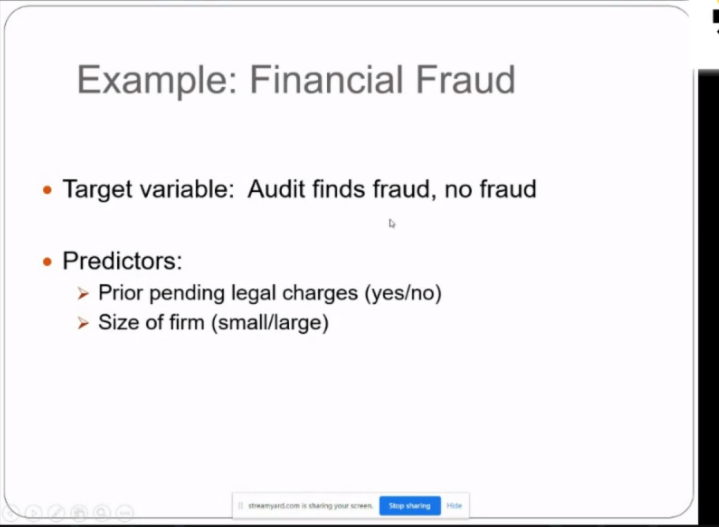 Example: Financial Fraud
Target variable: Audit finds fraud, no fraud
Predictors:
Prior pending legal charges (yes/no)
Size of firm (small/large)
streamyard.com is sharing your screen.
Stop sharing
Hide